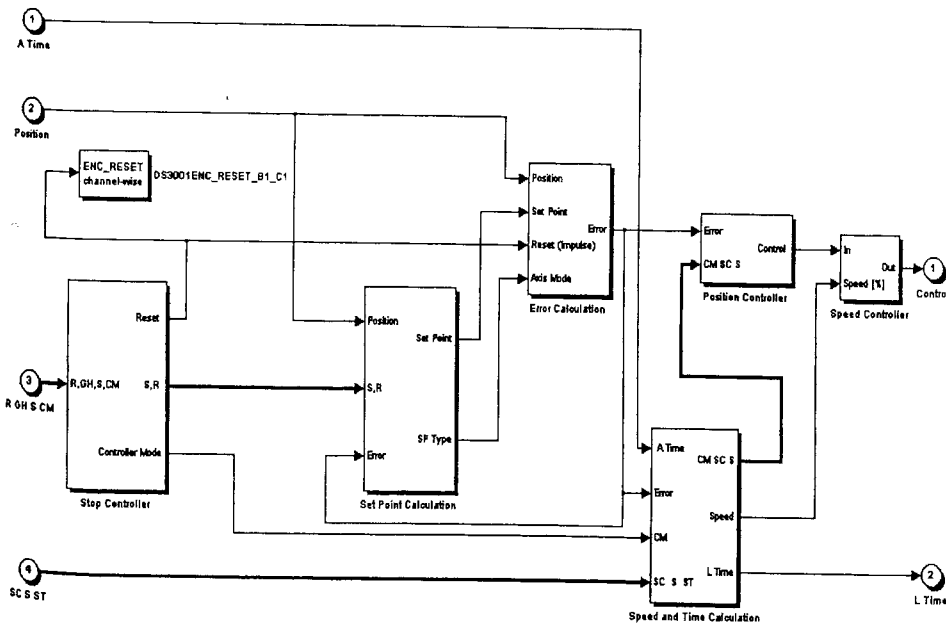 1
A Time
2
Position
ENC_RESET
channel-wise
DS3001ENC_RESET_B1_C1
Position
Set Point
Error
Reset (Impulse)
Axis Mode
Error Calculation
Error
Control
CM SC S
Position Controller
In
Out
Speed [%]
Speed Controller
1
Control
Reset
R,GH,S,CM
S,R
Controller Mode
Stop Controller
3
R GH S CM
Position
Set Point
S,R
SP Type
Error
Set Point Calculation
A Time
CM SC S
Error
Speed
CM
L Time
SC S ST
Speed and Time Calculation
4
SC S ST
2
L Time